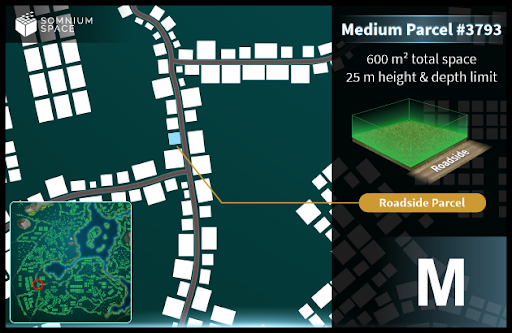 SOMNIUM
SPACE
Medium Parcel #3793
600 m² total space
25 m height & depth limit
Roadside
Roadside Parcel
M